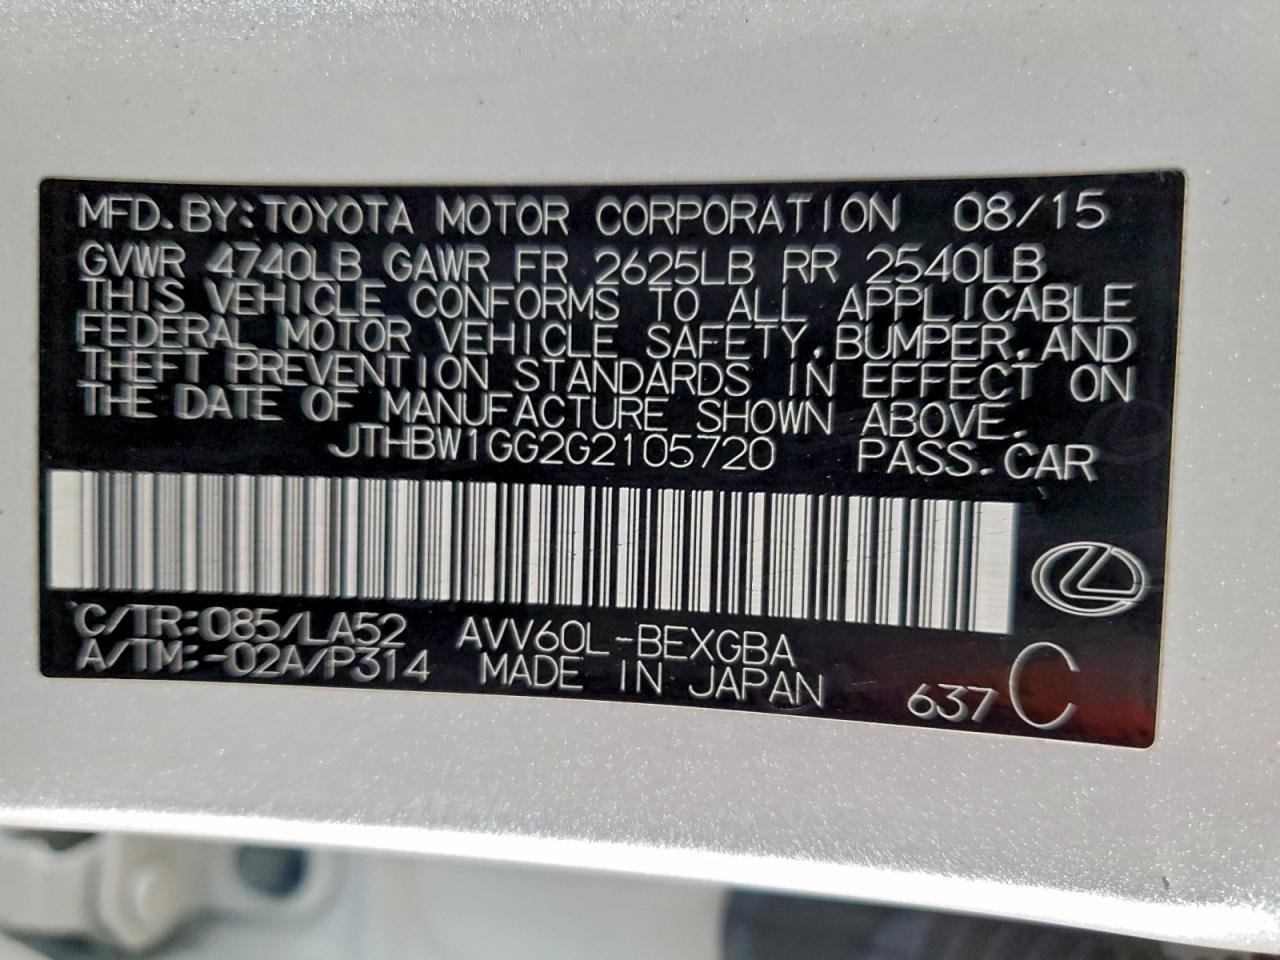 MFD.BY:TOYOTA MOTOR CORPORATION 08/15
GVWR 4740LB GAWR FR 2625LB RR 2540LB
THIS VEHICLE CONFORMS TO ALL APPLICABLE
FEDERAL MOTOR VEHICLE SAFETY,BUMPER,AND
THEFT PREVENTION STANDARDS IN EFFECT ON
THE DATE OF MANUFACTURE SHOWN ABOVE.
JTHBW1GG2G2105720 PASS.CAR
C/TR:085/LA52 AVV60L-BEXGBA
A/TM:-02A/P314 MADE IN JAPAN 637 C